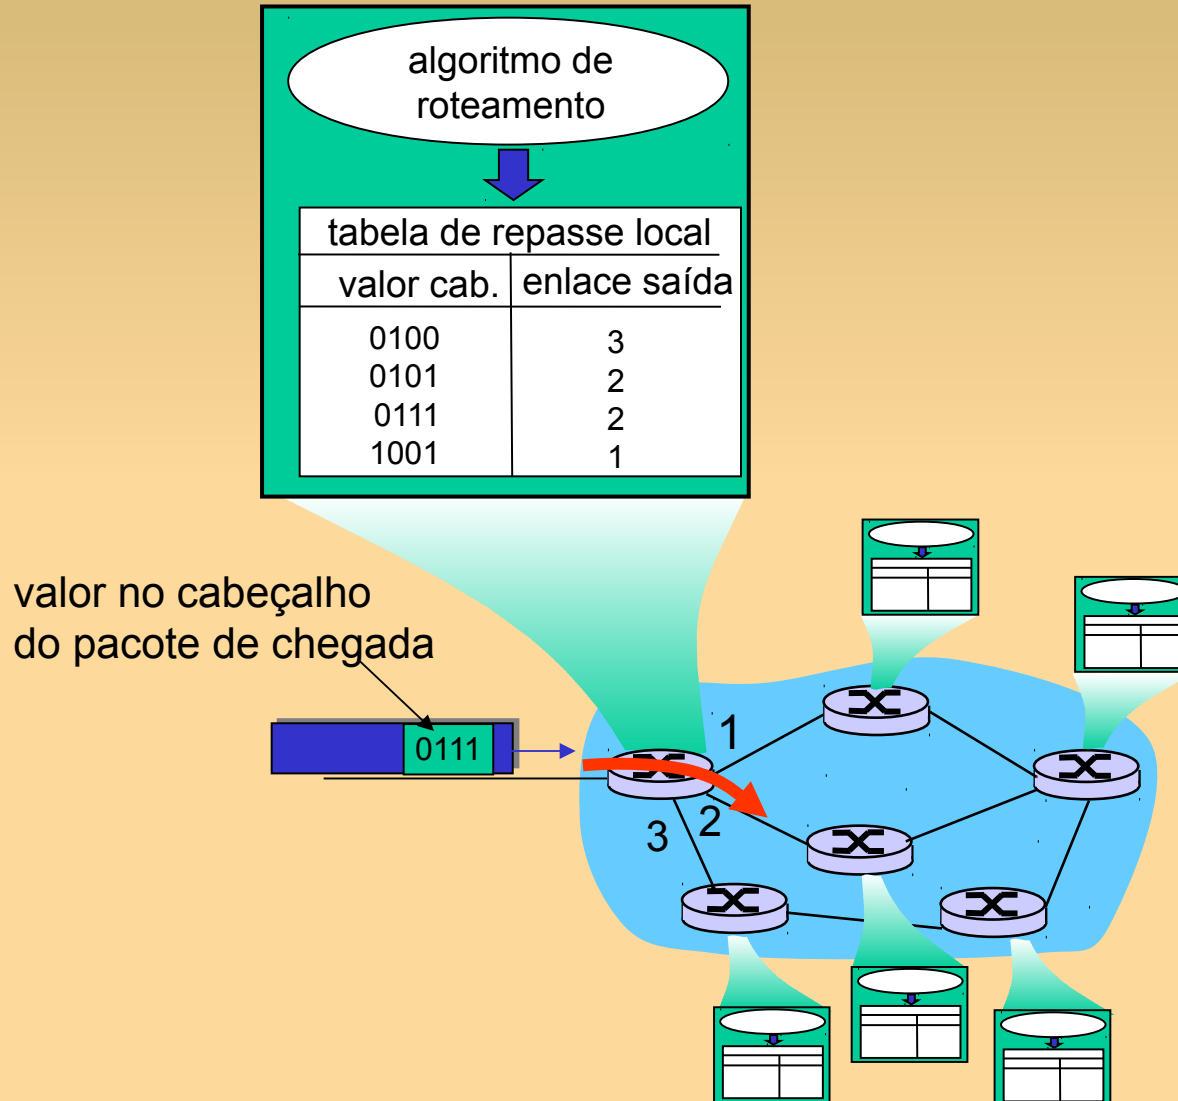 algoritmo de
roteamento
tabela de repasse local
valor cab. enlace saída
0100 3
0101 2
0111 2
1001 1
valor no cabeçalho
do pacote de chegada
0111
1
2
3